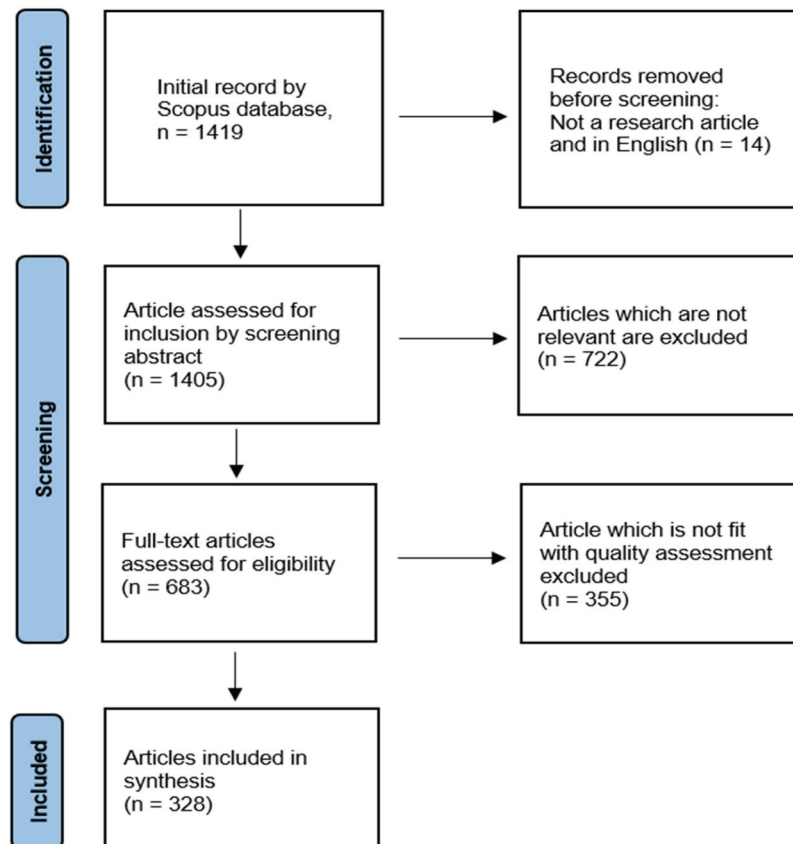 Identification
Initial record by
Scopus database,
n = 1419
Records removed
before screening:
Not a research article
and in English (n = 14)
Screening
Article assessed for
inclusion by screening
abstract
(n = 1405)
Articles which are not
relevant are excluded
(n = 722)
Full-text articles
assessed for eligibility
(n = 683)
Article which is not fit
with quality assessment
excluded
(n = 355)
Included
Articles included in
synthesis
(n = 328)